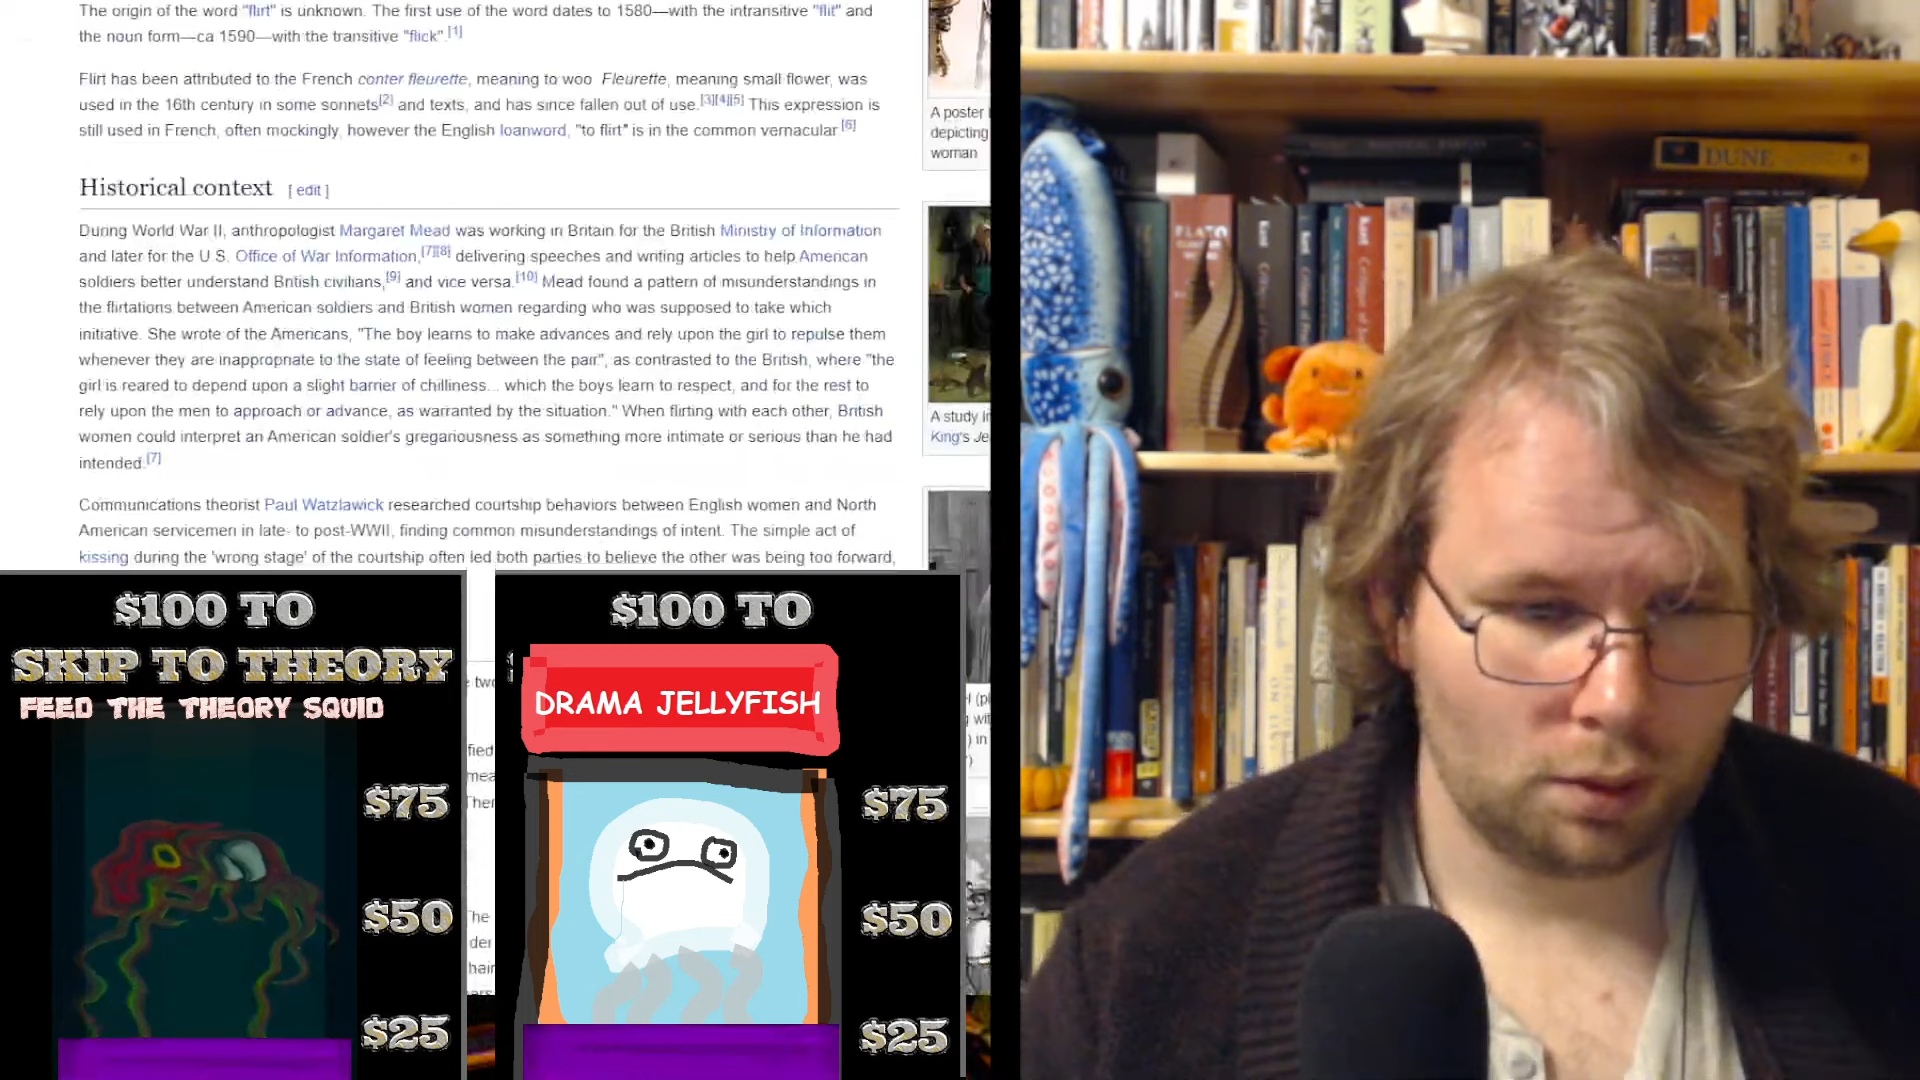 The origin of the word "flirt" is unknown. The first use of the word dates to 1580—with the intransitive "flit" and
the noun form—ca 1590—with the transitive "flick".[1]
Flirt has been attributed to the French conter fleurette, meaning to woo Fleurette, meaning small flower, was
used in the 16th century in some sonnets[2] and texts, and has since fallen out of use.[3][4][5] This expression is
still used in French, often mockingly, however the English loanword, "to flirt" is in the common vernacular [6]
A poster
depicting
woman
Historical context [ edit ]
During World War II, anthropologist Margaret Mead was working in Britain for the British Ministry of Information
and later for the U.S. Office of War Information,[7][8] delivering speeches and writing articles to help American
soldiers better understand British civilians,[9] and vice versa.[10] Mead found a pattern of misunderstandings in
the flirtations between American soldiers and British women regarding who was supposed to take which
initiative. She wrote of the Americans, "The boy learns to make advances and rely upon the girl to repulse them
whenever they are inappropriate to the state of feeling between the pair", as contrasted to the British, where "the
girl is reared to depend upon a slight barrier of chilliness... which the boys learn to respect, and for the rest to
rely upon the men to approach or advance, as warranted by the situation." When flirting with each other, British
women could interpret an American soldier's gregariousness as something more intimate or serious than he had
intended.[7]
A study in
King's Je
Communications theorist Paul Watzlawick researched courtship behaviors between English women and North
American servicemen in late- to post-WWII, finding common misunderstandings of intent. The simple act of
kissing during the 'wrong stage' of the courtship often led both parties to believe the other was being too forward,
$100 TO
SKIP TO THEORY
FEED THE THEORY SQUID
$75
$50
$25
$100 TO
DRAMA JELLYFISH
$75
$50
$25
DUNE
PLATO
Kant
Kant
Kant